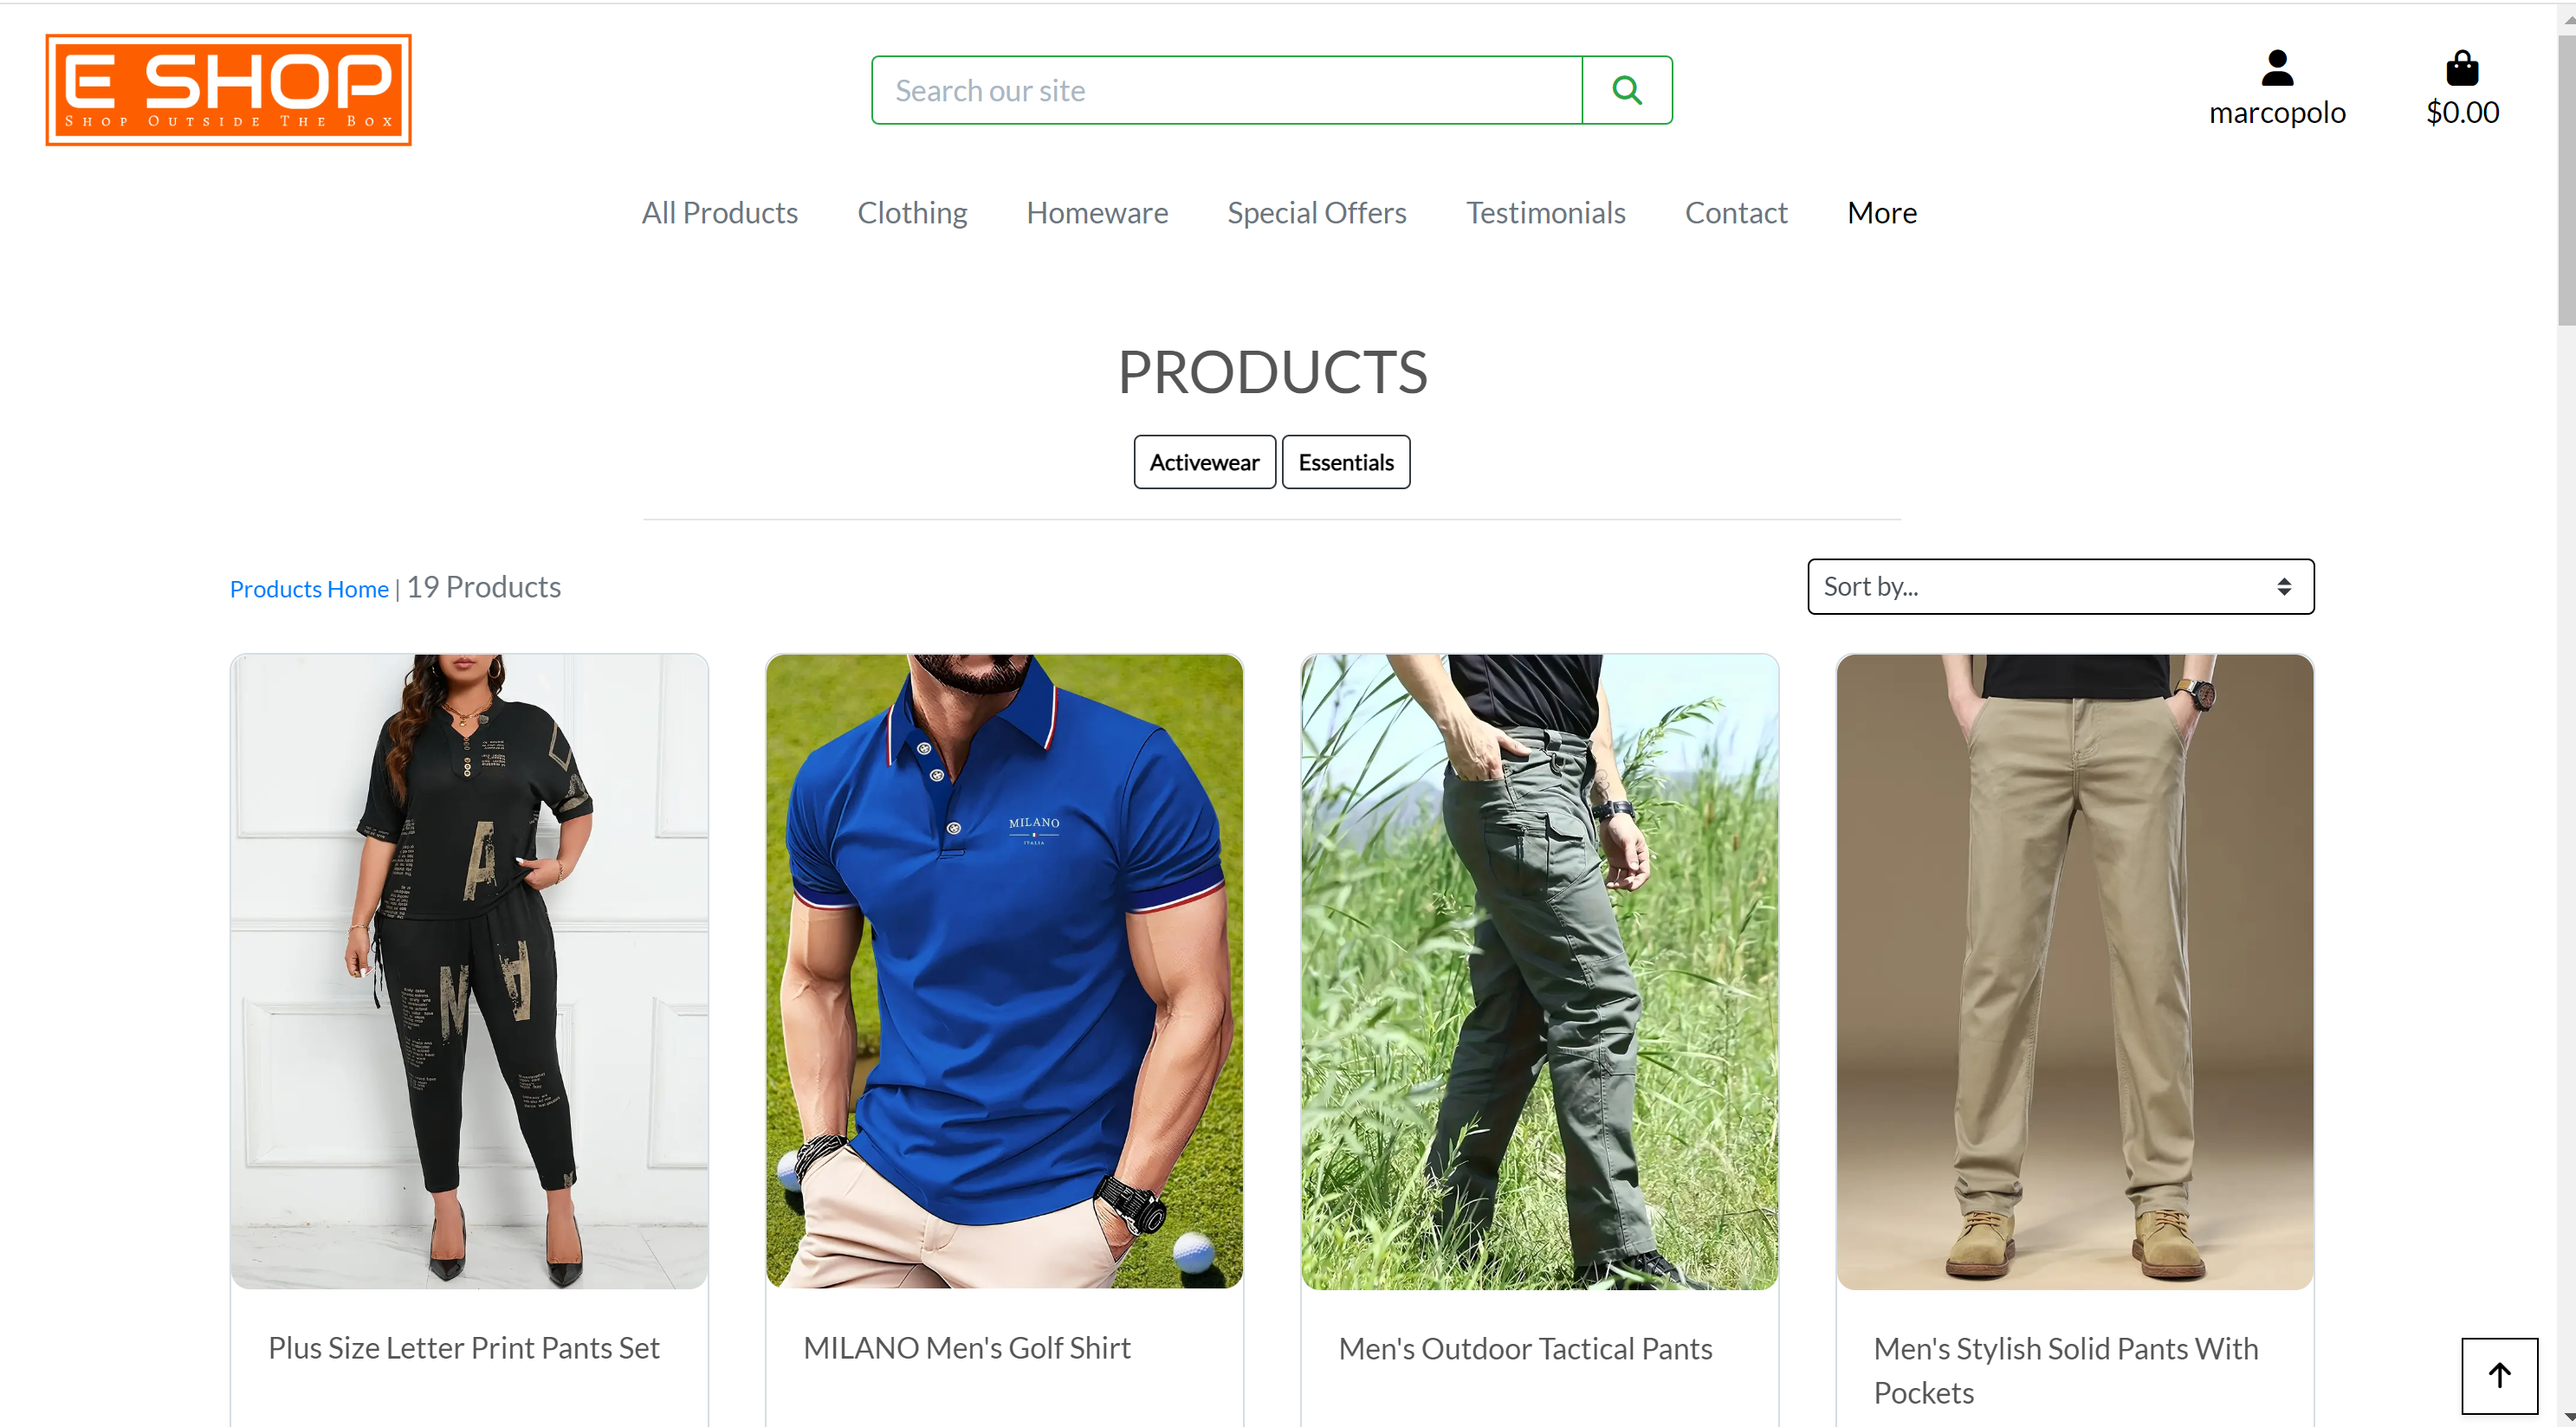 E SHOP
Shop Outside The Box
Search our site
marcopolo
$0.00
All Products
Clothing
Homeware
Special Offers
Testimonials
Contact
More
PRODUCTS
Activewear
Essentials
Products Home | 19 Products
Sort by...
A
N
MILANO
ITALIA
Plus Size Letter Print Pants Set
MILANO Men's Golf Shirt
Men's Outdoor Tactical Pants
Men's Stylish Solid Pants With
Pockets